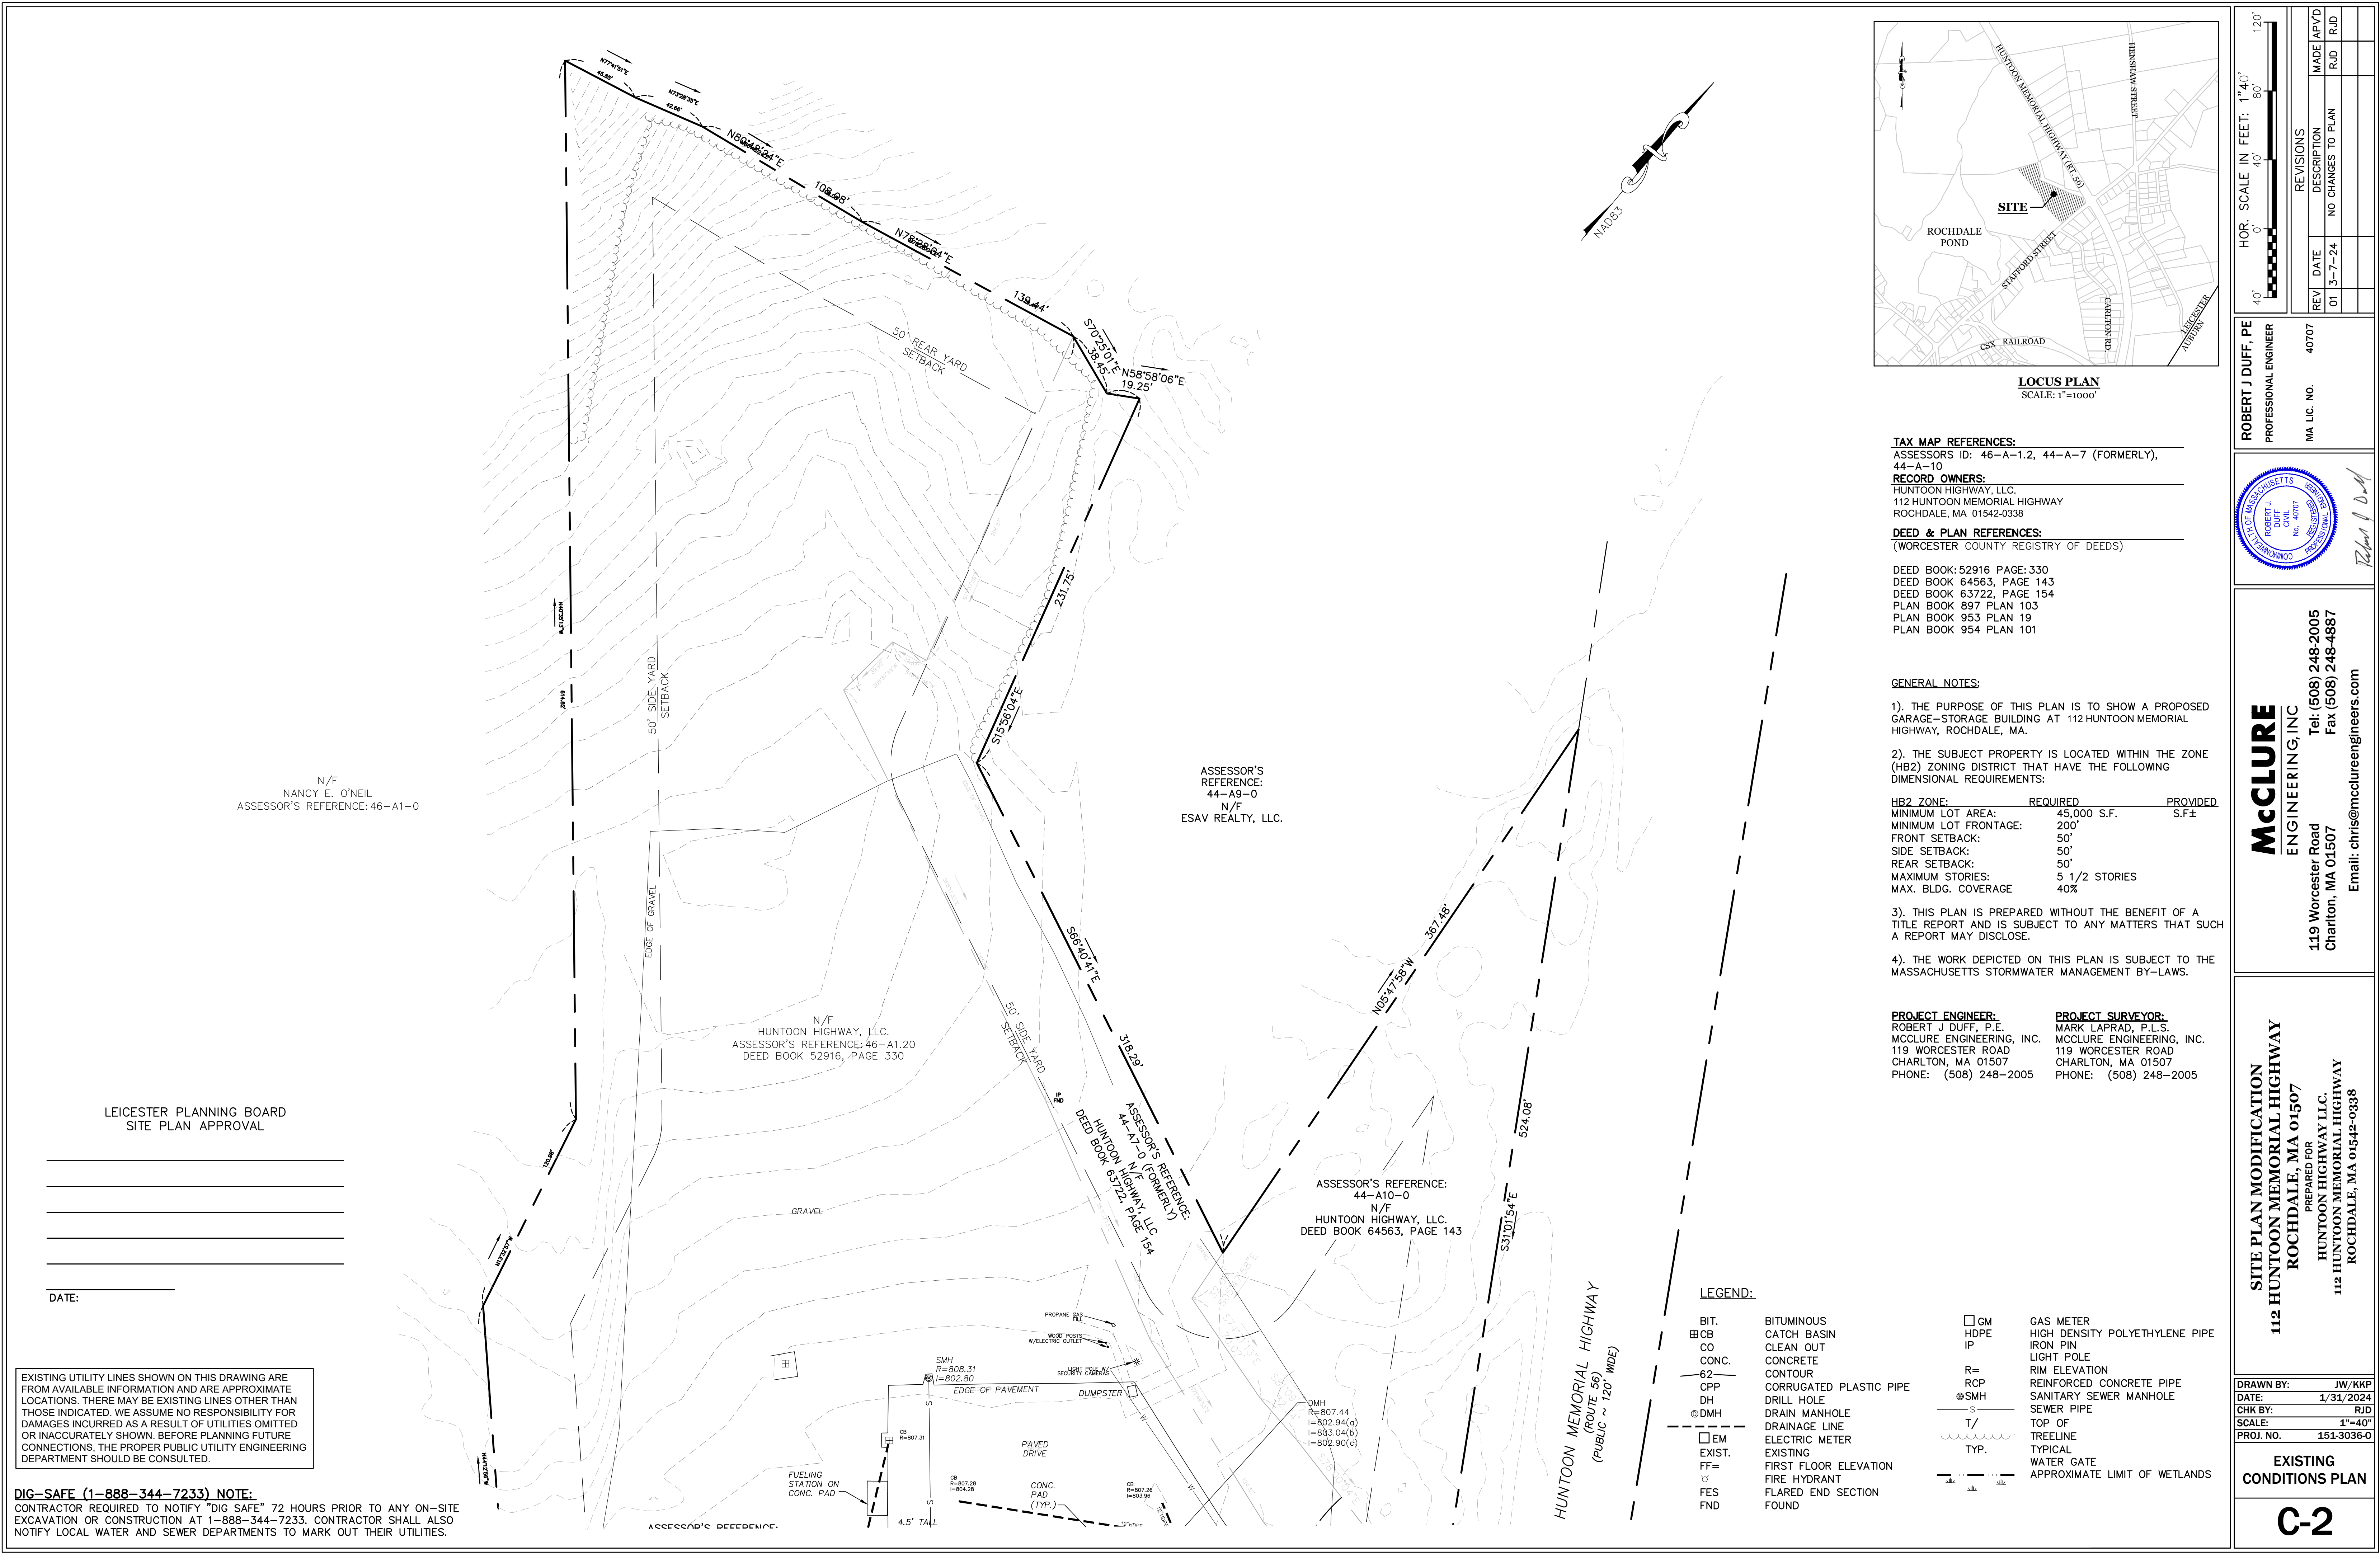 N77°41'51"E
45.95'
N73°28'35"E
42.66'
N80°48'24"E
108.98'
N78°28'04"E
139.44'
S70°25'01"E
38.45'
N58°58'06"E
19.25'
50' REAR YARD
SETBACK
231.75'
S15°56'04"E
50' SIDE YARD
SETBACK
NAD83
N/F
NANCY E. O'NEIL
ASSESSOR'S REFERENCE: 46-A1-0
ASSESSOR'S
REFERENCE:
44-A9-0
N/F
ESAV REALTY, LLC.
EDGE OF GRAVEL
S66°40'41"E
318.29'
50' SIDE YARD
SETBACK
N05°47'58"W
367.48'
524.08'
S31°01'54"E
N/F
HUNTOON HIGHWAY, LLC.
ASSESSOR'S REFERENCE: 46-A1.20
DEED BOOK 52916, PAGE 330
IP
FND
ASSESSOR'S REFERENCE:
44-A7-0 (FORMERLY)
N/F
HUNTOON HIGHWAY, LLC
DEED BOOK 63722, PAGE 154
ASSESSOR'S REFERENCE:
44-A10-0
N/F
HUNTOON HIGHWAY, LLC.
DEED BOOK 64563, PAGE 143
120.98'
GRAVEL
LEICESTER PLANNING BOARD
SITE PLAN APPROVAL
DATE:
EXISTING UTILITY LINES SHOWN ON THIS DRAWING ARE
FROM AVAILABLE INFORMATION AND ARE APPROXIMATE
LOCATIONS. THERE MAY BE EXISTING LINES OTHER THAN
THOSE INDICATED. WE ASSUME NO RESPONSIBILITY FOR
DAMAGES INCURRED AS A RESULT OF UTILITIES OMITTED
OR INACCURATELY SHOWN. BEFORE PLANNING FUTURE
CONNECTIONS, THE PROPER PUBLIC UTILITY ENGINEERING
DEPARTMENT SHOULD BE CONSULTED.
DIG-SAFE (1-888-344-7233) NOTE:
CONTRACTOR REQUIRED TO NOTIFY "DIG SAFE" 72 HOURS PRIOR TO ANY ON-SITE
EXCAVATION OR CONSTRUCTION AT 1-888-344-7233. CONTRACTOR SHALL ALSO
NOTIFY LOCAL WATER AND SEWER DEPARTMENTS TO MARK OUT THEIR UTILITIES.
PROPANE GAS
FILL
WOOD POSTS
W/ELECTRIC OUTLET
LIGHT POLE W/
SECURITY CAMERAS
SMH
R=808.31
I=802.80
EDGE OF PAVEMENT
DUMPSTER
S
W
CB
R=807.31
PAVED
DRIVE
DMH
R=807.44
I=802.94(a)
I=803.04(b)
I=802.90(c)
FUELING
STATION ON
CONC. PAD
CB
R=807.28
I=804.28
CONC.
PAD
(TYP.)
CB
R=807.26
I=803.96
S
W
4.5' TALL
12"HDPE
12"HDPE
ASSESSOR'S REFERENCE:
HUNTOON MEMORIAL HIGHWAY
(ROUTE 56)
(PUBLIC ~ 120' WIDE)
HUNTOON MEMORIAL HIGHWAY (RT. 56)
HENSHAW STREET
SITE
ROCHDALE
POND
STAFFORD STREET
CARLTON RD.
LEICESTER
AUBURN
CSX RAILROAD
LOCUS PLAN
SCALE: 1"=1000'
TAX MAP REFERENCES:
ASSESSORS ID: 46-A-1.2, 44-A-7 (FORMERLY),
44-A-10
RECORD OWNERS:
HUNTOON HIGHWAY, LLC.
112 HUNTOON MEMORIAL HIGHWAY
ROCHDALE, MA 01542-0338
DEED & PLAN REFERENCES:
(WORCESTER COUNTY REGISTRY OF DEEDS)
DEED BOOK: 52916 PAGE: 330
DEED BOOK 64563, PAGE 143
DEED BOOK 63722, PAGE 154
PLAN BOOK 897 PLAN 103
PLAN BOOK 953 PLAN 19
PLAN BOOK 954 PLAN 101
GENERAL NOTES:
1). THE PURPOSE OF THIS PLAN IS TO SHOW A PROPOSED
GARAGE-STORAGE BUILDING AT 112 HUNTOON MEMORIAL
HIGHWAY, ROCHDALE, MA.
2). THE SUBJECT PROPERTY IS LOCATED WITHIN THE ZONE
(HB2) ZONING DISTRICT THAT HAVE THE FOLLOWING
DIMENSIONAL REQUIREMENTS:
HB2 ZONE: REQUIRED PROVIDED
MINIMUM LOT AREA: 45,000 S.F. S.F±
MINIMUM LOT FRONTAGE: 200'
FRONT SETBACK: 50'
SIDE SETBACK: 50'
REAR SETBACK: 50'
MAXIMUM STORIES: 5 1/2 STORIES
MAX. BLDG. COVERAGE 40%
3). THIS PLAN IS PREPARED WITHOUT THE BENEFIT OF A
TITLE REPORT AND IS SUBJECT TO ANY MATTERS THAT SUCH
A REPORT MAY DISCLOSE.
4). THE WORK DEPICTED ON THIS PLAN IS SUBJECT TO THE
MASSACHUSETTS STORMWATER MANAGEMENT BY-LAWS.
PROJECT ENGINEER:
ROBERT J DUFF, P.E.
MCCLURE ENGINEERING, INC.
119 WORCESTER ROAD
CHARLTON, MA 01507
PHONE: (508) 248-2005
PROJECT SURVEYOR:
MARK LAPRAD, P.L.S.
MCCLURE ENGINEERING, INC.
119 WORCESTER ROAD
CHARLTON, MA 01507
PHONE: (508) 248-2005
LEGEND:
BIT. BITUMINOUS
CB CATCH BASIN
CO CLEAN OUT
CONC. CONCRETE
62 CONTOUR
CPP CORRUGATED PLASTIC PIPE
DH DRILL HOLE
DMH DRAIN MANHOLE
DRAINAGE LINE
EM ELECTRIC METER
EXIST. EXISTING
FF= FIRST FLOOR ELEVATION
FIRE HYDRANT
FES FLARED END SECTION
FND FOUND
GM GAS METER
HDPE HIGH DENSITY POLYETHYLENE PIPE
IP IRON PIN
LIGHT POLE
R= RIM ELEVATION
RCP REINFORCED CONCRETE PIPE
SMH SANITARY SEWER MANHOLE
S SEWER PIPE
T/ TOP OF
TREELINE
TYP. TYPICAL
WATER GATE
APPROXIMATE LIMIT OF WETLANDS
HOR. SCALE IN FEET: 1"40'
40' 0' 40' 80' 120'
REVISIONS
REV DATE DESCRIPTION MADE APV'D
01 3-7-24 NO CHANGES TO PLAN RJD RJD
ROBERT J DUFF, PE
PROFESSIONAL ENGINEER
MA LIC. NO. 40707
COMMONWEALTH OF MASSACHUSETTS
ROBERT J.
DUFF
CIVIL
No. 40707
REGISTERED
PROFESSIONAL ENGINEER
McCLURE
ENGINEERING, INC
119 Worcester Road Tel: (508) 248-2005
Charlton, MA 01507 Fax (508) 248-4887
Email: chris@mcclureengineers.com
SITE PLAN MODIFICATION
112 HUNTOON MEMORIAL HIGHWAY
ROCHDALE, MA 01507
PREPARED FOR
HUNTOON HIGHWAY LLC.
112 HUNTOON MEMORIAL HIGHWAY
ROCHDALE, MA 01542-0338
DRAWN BY: JW/KKP
DATE: 1/31/2024
CHK BY: RJD
SCALE: 1"=40"
PROJ. NO. 151-3036-0
EXISTING
CONDITIONS PLAN
C-2